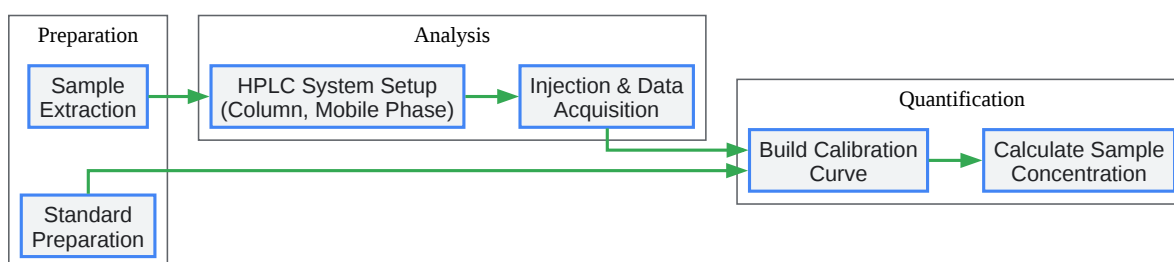 Preparation
Sample
Extraction
Standard
Preparation
Analysis
HPLC System Setup
(Column, Mobile Phase)
Injection & Data
Acquisition
Quantification
Build Calibration
Curve
Calculate Sample
Concentration